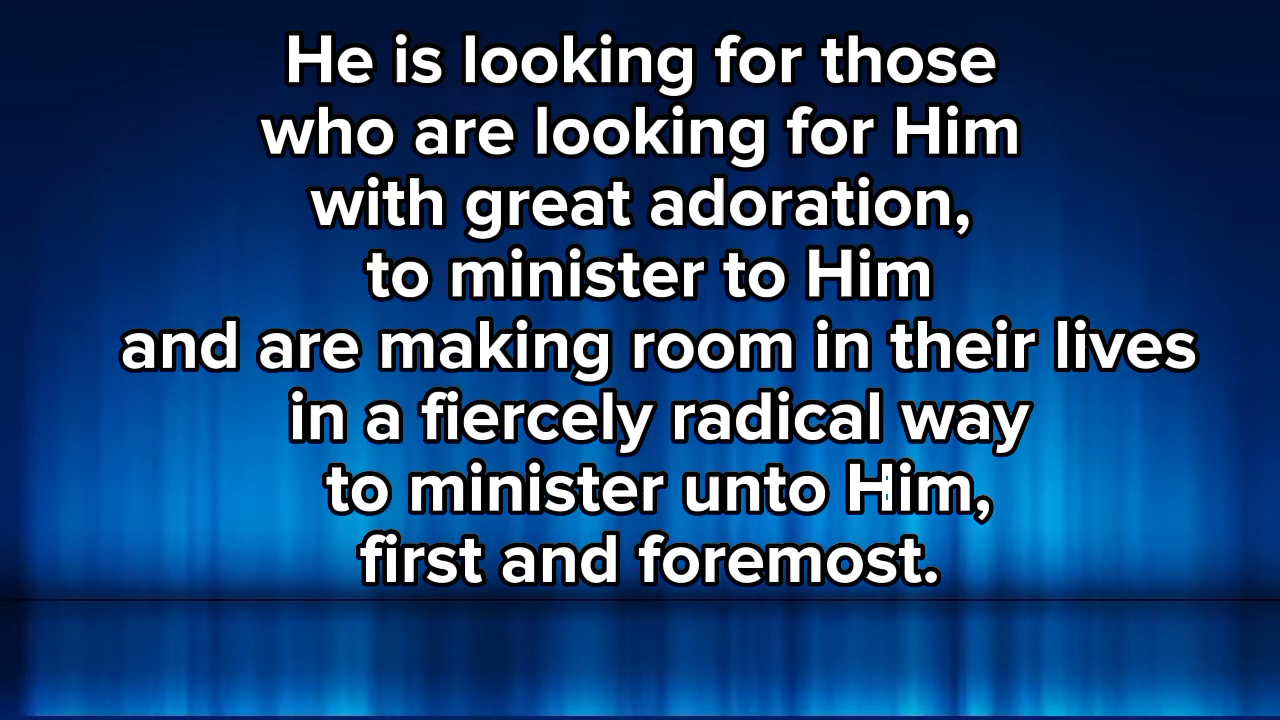 He is looking for those
who are looking for Him
with great adoration,
to minister to Him
and are making room in their lives
in a fiercely radical way
to minister unto Him,
first and foremost.